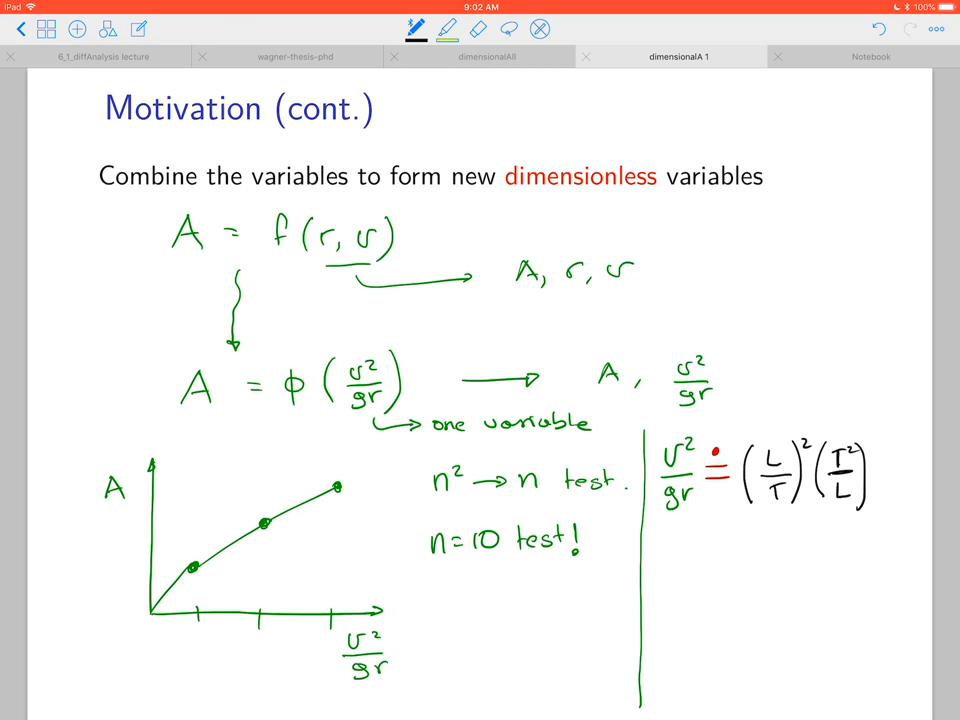 iPad 9:02 AM 100%
6_1_diffAnalysis lecture wagner-thesis-phd dimensionalAll dimensionalA 1 Notebook
Motivation (cont.)
Combine the variables to form new dimensionless variables
A = f(r, v)
A, r, v
A = φ (v²/gr) → A, v²/gr
→ one variable
A
n² → n test.
n=10 test!
v²/gr
v²/gr ≐ (L/T)² (T²/L)